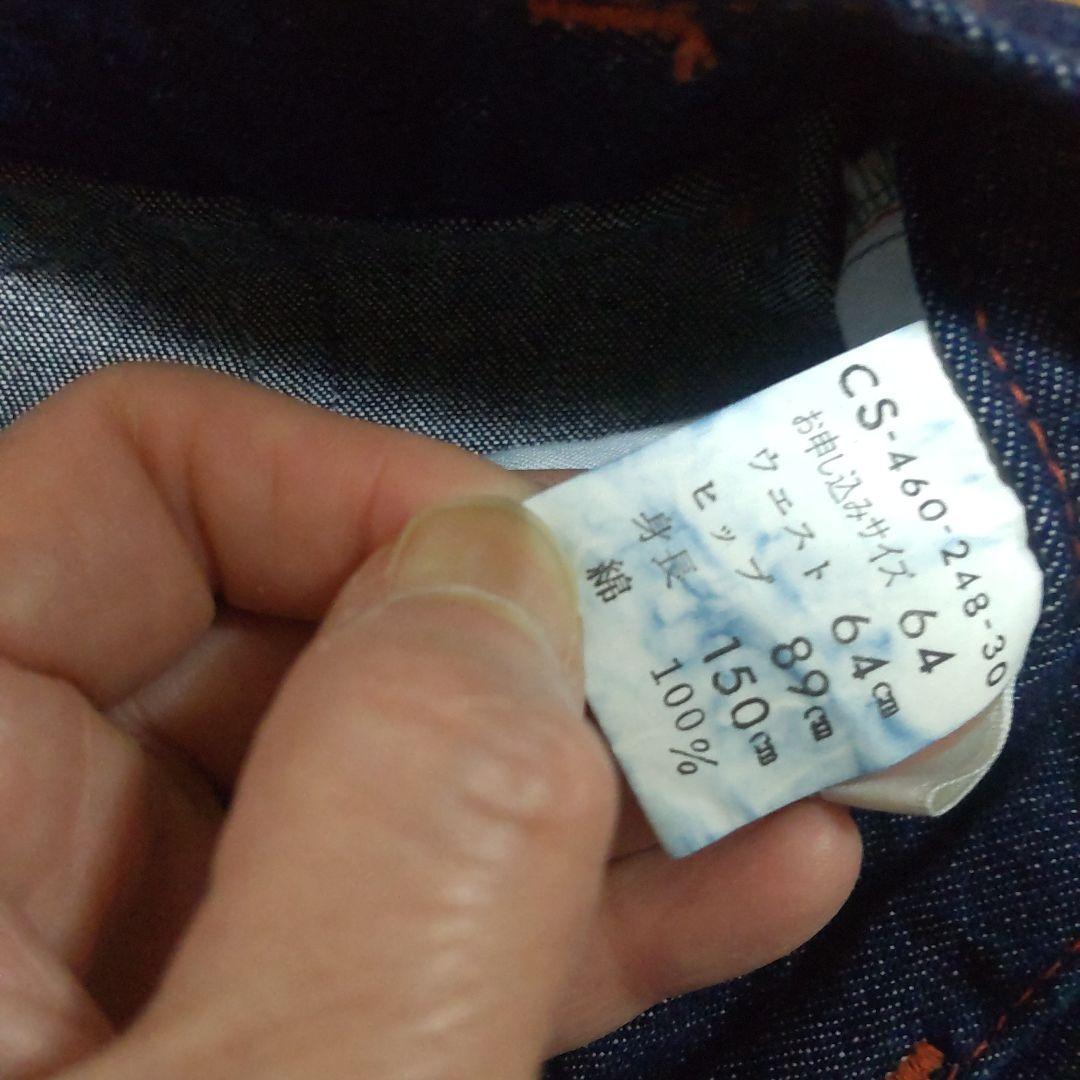 CS-460-248-30
お申し込みサイズ 64
ウエスト 64㎝
ヒップ 89㎝
身長 150㎝
綿 100%